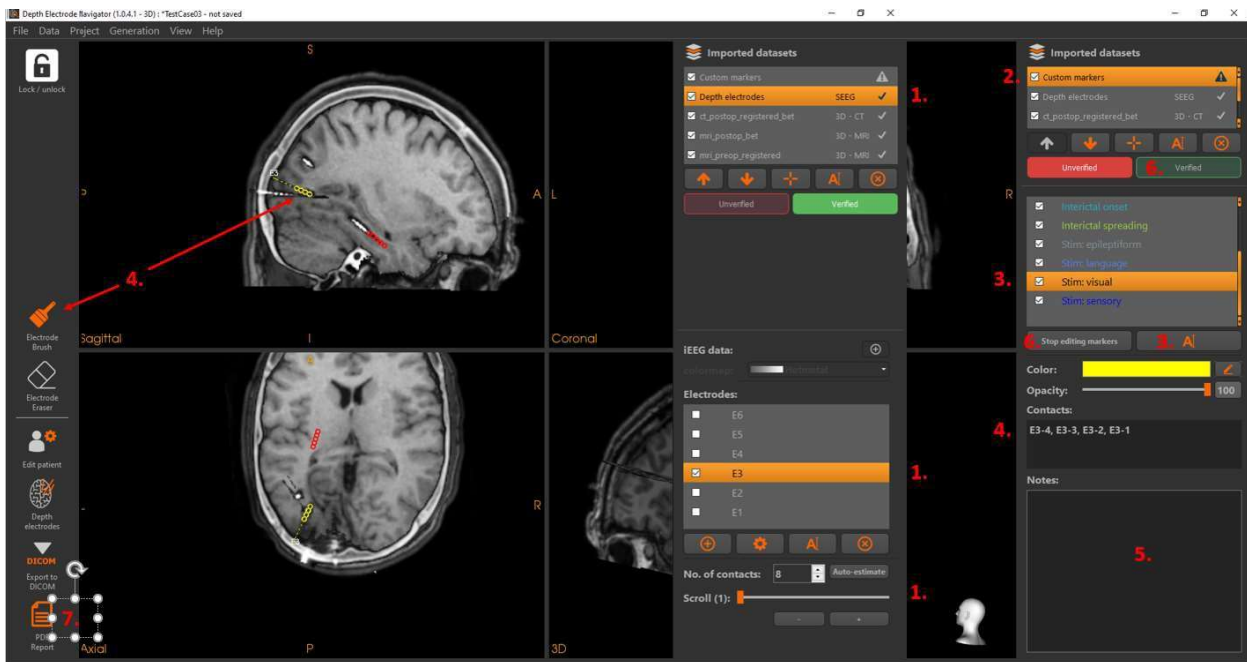 Depth Electrode Navigator (1.0.4.1 - 3D) : *TestCase03 - not saved
File Data Project Generation View Help
Lock / unlock
Electrode
Brush
Electrode
Eraser
Edit patient
Depth
electrodes
DICOM
Export to
DICOM
PDF
Report
7.
S
P
A
E3
4.
Sagittal
I
L
Coronal
R
L
R
Axial
P
3D
Imported datasets
Custom markers
Depth electrodes SEEG
1.
ct_postop_registered_bet 3D - CT
mri_postop_bet 3D - MRI
mri_preop_registered 3D - MRI
A
Unverified Verified
iEEG data:
colormap: Horizontal
Electrodes:
E6
E5
E4
E3
1.
E2
E1
A
No. of contacts: 8 Auto-estimate
Scroll (1):
1.
- +
R
Imported datasets
2.
Custom markers
Depth electrodes SEEG
ct_postop_registered_bet 3D - CT
A
Unverified Verified
6.
Interictal onset
Interictal spreading
Stim: epileptiform
Stim: language
3.
Stim: visual
Stim: sensory
6.
Stop editing markers
3.
A
Color:
Opacity: 100
Contacts:
4.
E3-4, E3-3, E3-2, E3-1
Notes:
5.